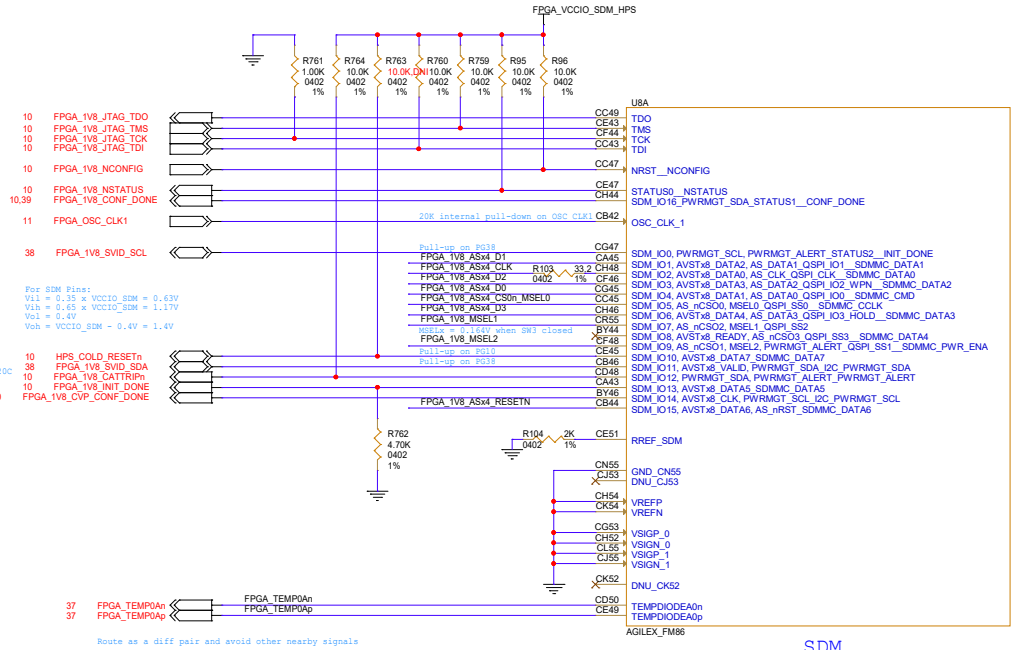 FPGA_VCCIO_SDM_HPS
R761 R764 R763 R760 R759 R95 R96
1.00K 10.0K 10.0K,DNI 10.0K 10.0K 10.0K 10.0K
0402 0402 0402 0402 0402 0402 0402
1% 1% 1% 1% 1% 1% 1%
U8A
10 FPGA_1V8_JTAG_TDO CC49 TDO
10 FPGA_1V8_JTAG_TMS CE43 TMS
10 FPGA_1V8_JTAG_TCK CF44 TCK
10 FPGA_1V8_JTAG_TDI CC43 TDI
10 FPGA_1V8_NCONFIG CC47 NRST__NCONFIG
10 FPGA_1V8_NSTATUS CE47 STATUS0__NSTATUS
10,39 FPGA_1V8_CONF_DONE CH44 SDM_IO16_PWRMGT_SDA_STATUS1__CONF_DONE
11 FPGA_OSC_CLK1 20K internal pull-down on OSC CLK1 CB42 OSC_CLK_1
38 FPGA_1V8_SVID_SCL Pull-up on PG38 CG47 SDM_IO0, PWRMGT_SCL, PWRMGT_ALERT_STATUS2__INIT_DONE
FPGA_1V8_ASx4_D1 CA45 SDM_IO1, AVSTx8_DATA2, AS_DATA1_QSPI_IO1__SDMMC_DATA1
FPGA_1V8_ASx4_CLK R103 33,2 0402 1% CH48 SDM_IO2, AVSTx8_DATA0, AS_CLK_QSPI_CLK__SDMMC_DATA0
FPGA_1V8_ASx4_D2 CF46 SDM_IO3, AVSTx8_DATA3, AS_DATA2_QSPI_IO2_WPN__SDMMC_DATA2
FPGA_1V8_ASx4_D0 CG45 SDM_IO4, AVSTx8_DATA1, AS_DATA0_QSPI_IO0__SDMMC_CMD
FPGA_1V8_ASx4_CS0n_MSEL0 CC45 SDM_IO5, AS_nCSO0, MSEL0_QSPI_SS0__SDMMC_CCLK
FPGA_1V8_ASx4_D3 CH46 SDM_IO6, AVSTx8_DATA4, AS_DATA3_QSPI_IO3_HOLD__SDMMC_DATA3
FPGA_1V8_MSEL1 CR55 SDM_IO7, AS_nCSO2, MSEL1_QSPI_SS2
MSELx = 0.164V when SW3 closed BY44 SDM_IO8, AVSTx8_READY, AS_nCSO3_QSPI_SS3__SDMMC_DATA4
FPGA_1V8_MSEL2 CF48 SDM_IO9, AS_nCSO1, MSEL2, PWRMGT_ALERT_QSPI_SS1__SDMMC_PWR_ENA
For SDM Pins:
Vil = 0.35 x VCCIO_SDM = 0.63V
Vih = 0.65 x VCCIO_SDM = 1.17V
Vol = 0.4V
Voh = VCCIO_SDM - 0.4V = 1.4V
10 HPS_COLD_RESETn Pull-up on PG10 CE45 SDM_IO10, AVSTx8_DATA7_SDMMC_DATA7
38 FPGA_1V8_SVID_SDA Pull-up on PG38 CB46 SDM_IO11, AVSTx8_VALID, PWRMGT_SDA_I2C_PWRMGT_SDA
20C
10 FPGA_1V8_CATTRIPn CD48 SDM_IO12, PWRMGT_SDA, PWRMGT_ALERT_PWRMGT_ALERT
10 FPGA_1V8_INIT_DONE CA43 SDM_IO13, AVSTx8_DATA5_SDMMC_DATA5
FPGA_1V8_CVP_CONF_DONE BY46 SDM_IO14, AVSTx8_CLK, PWRMGT_SCL_I2C_PWRMGT_SCL
FPGA_1V8_ASx4_RESETN CB44 SDM_IO15, AVSTx8_DATA6, AS_nRST_SDMMC_DATA6
R762
4.70K
0402
1%
R104 2K CE51 RREF_SDM
0402 1%
CN55 GND_CN55
CJ53 DNU_CJ53
CH54 VREFP
CK54 VREFN
CG53 VSIGP_0
CH52 VSIGN_0
CL55 VSIGP_1
CJ55 VSIGN_1
CK52 DNU_CK52
37 FPGA_TEMP0An FPGA_TEMP0An CD50 TEMPDIODEA0n
37 FPGA_TEMP0Ap FPGA_TEMP0Ap CE49 TEMPDIODEA0p
AGILEX_FM86
Route as a diff pair and avoid other nearby signals
SDM